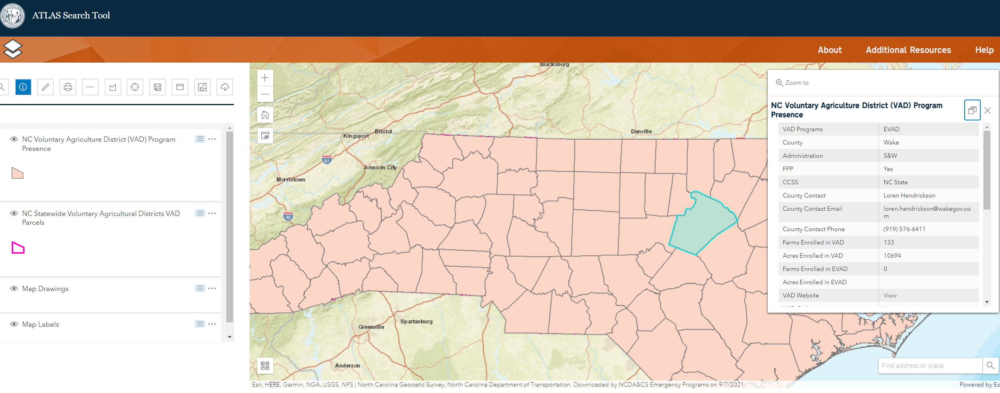 ATLAS Search Tool
About
Additional Resources
Help
NC Voluntary Agriculture District (VAD) Program
Presence
NC Statewide Voluntary Agricultural Districts VAD
Parcels
Map Drawings
Map Labels
Blacksburg
Bristol
Kingsport
Danville
81
Johnson City
Morristown
40
Spartanburg
Greenville
Anderson
Zoom to
NC Voluntary Agriculture District (VAD) Program
Presence
VAD Programs EVAD
County Wake
Administration S&W
FPP Yes
CCSS NC State
County Contact Loren Hendrickson
County Contact Email loren.hendrickson@wakegov.co
m
County Contact Phone (919) 576-6411
Farms Enrolled in VAD 133
Acres Enrolled in VAD 10694
Farms Enrolled in EVAD 0
Acres Enrolled in EVAD
VAD Website View
Find address or place
Esri, HERE, Garmin, NGA, USGS, NPS | North Carolina Geodetic Survey, North Carolina Department of Transportation. Downloaded by NCDA&CS Emergency Programs on 9/7/2021
Powered by Es